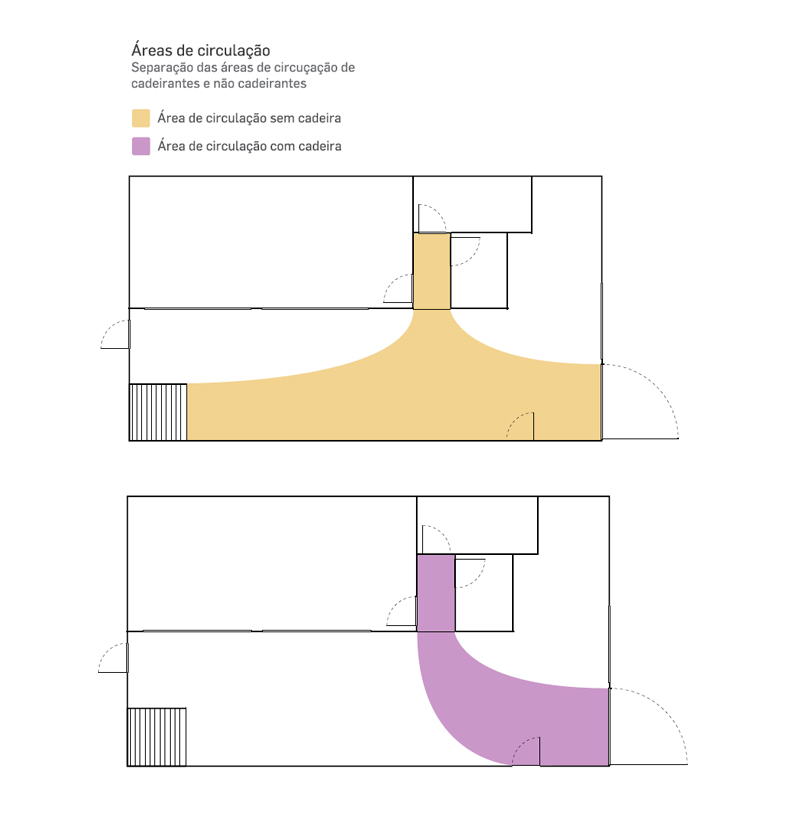 Áreas de circulação
Separação das áreas de circuçação de
cadeirantes e não cadeirantes
Área de circulação sem cadeira
Área de circulação com cadeira